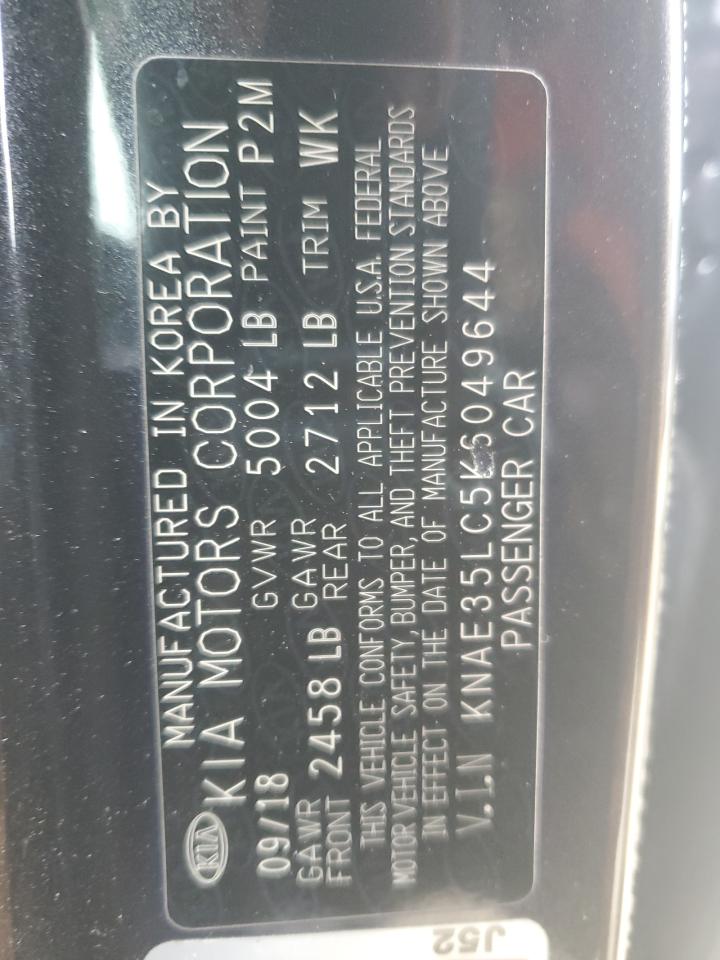 MANUFACTURED IN KOREA BY
KIA KIA MOTORS CORPORATION
09/18 GVWR 5004 LB PAINT P2M
GAWR FRONT 2458 LB GAWR REAR 2712 LB TRIM WK
THIS VEHICLE CONFORMS TO ALL APPLICABLE U.S.A. FEDERAL
MOTOR VEHICLE SAFETY, BUMPER, AND THEFT PREVENTION STANDARDS
IN EFFECT ON THE DATE OF MANUFACTURE SHOWN ABOVE
V.I.N KNAE35LC5K6049644
PASSENGER CAR
J52